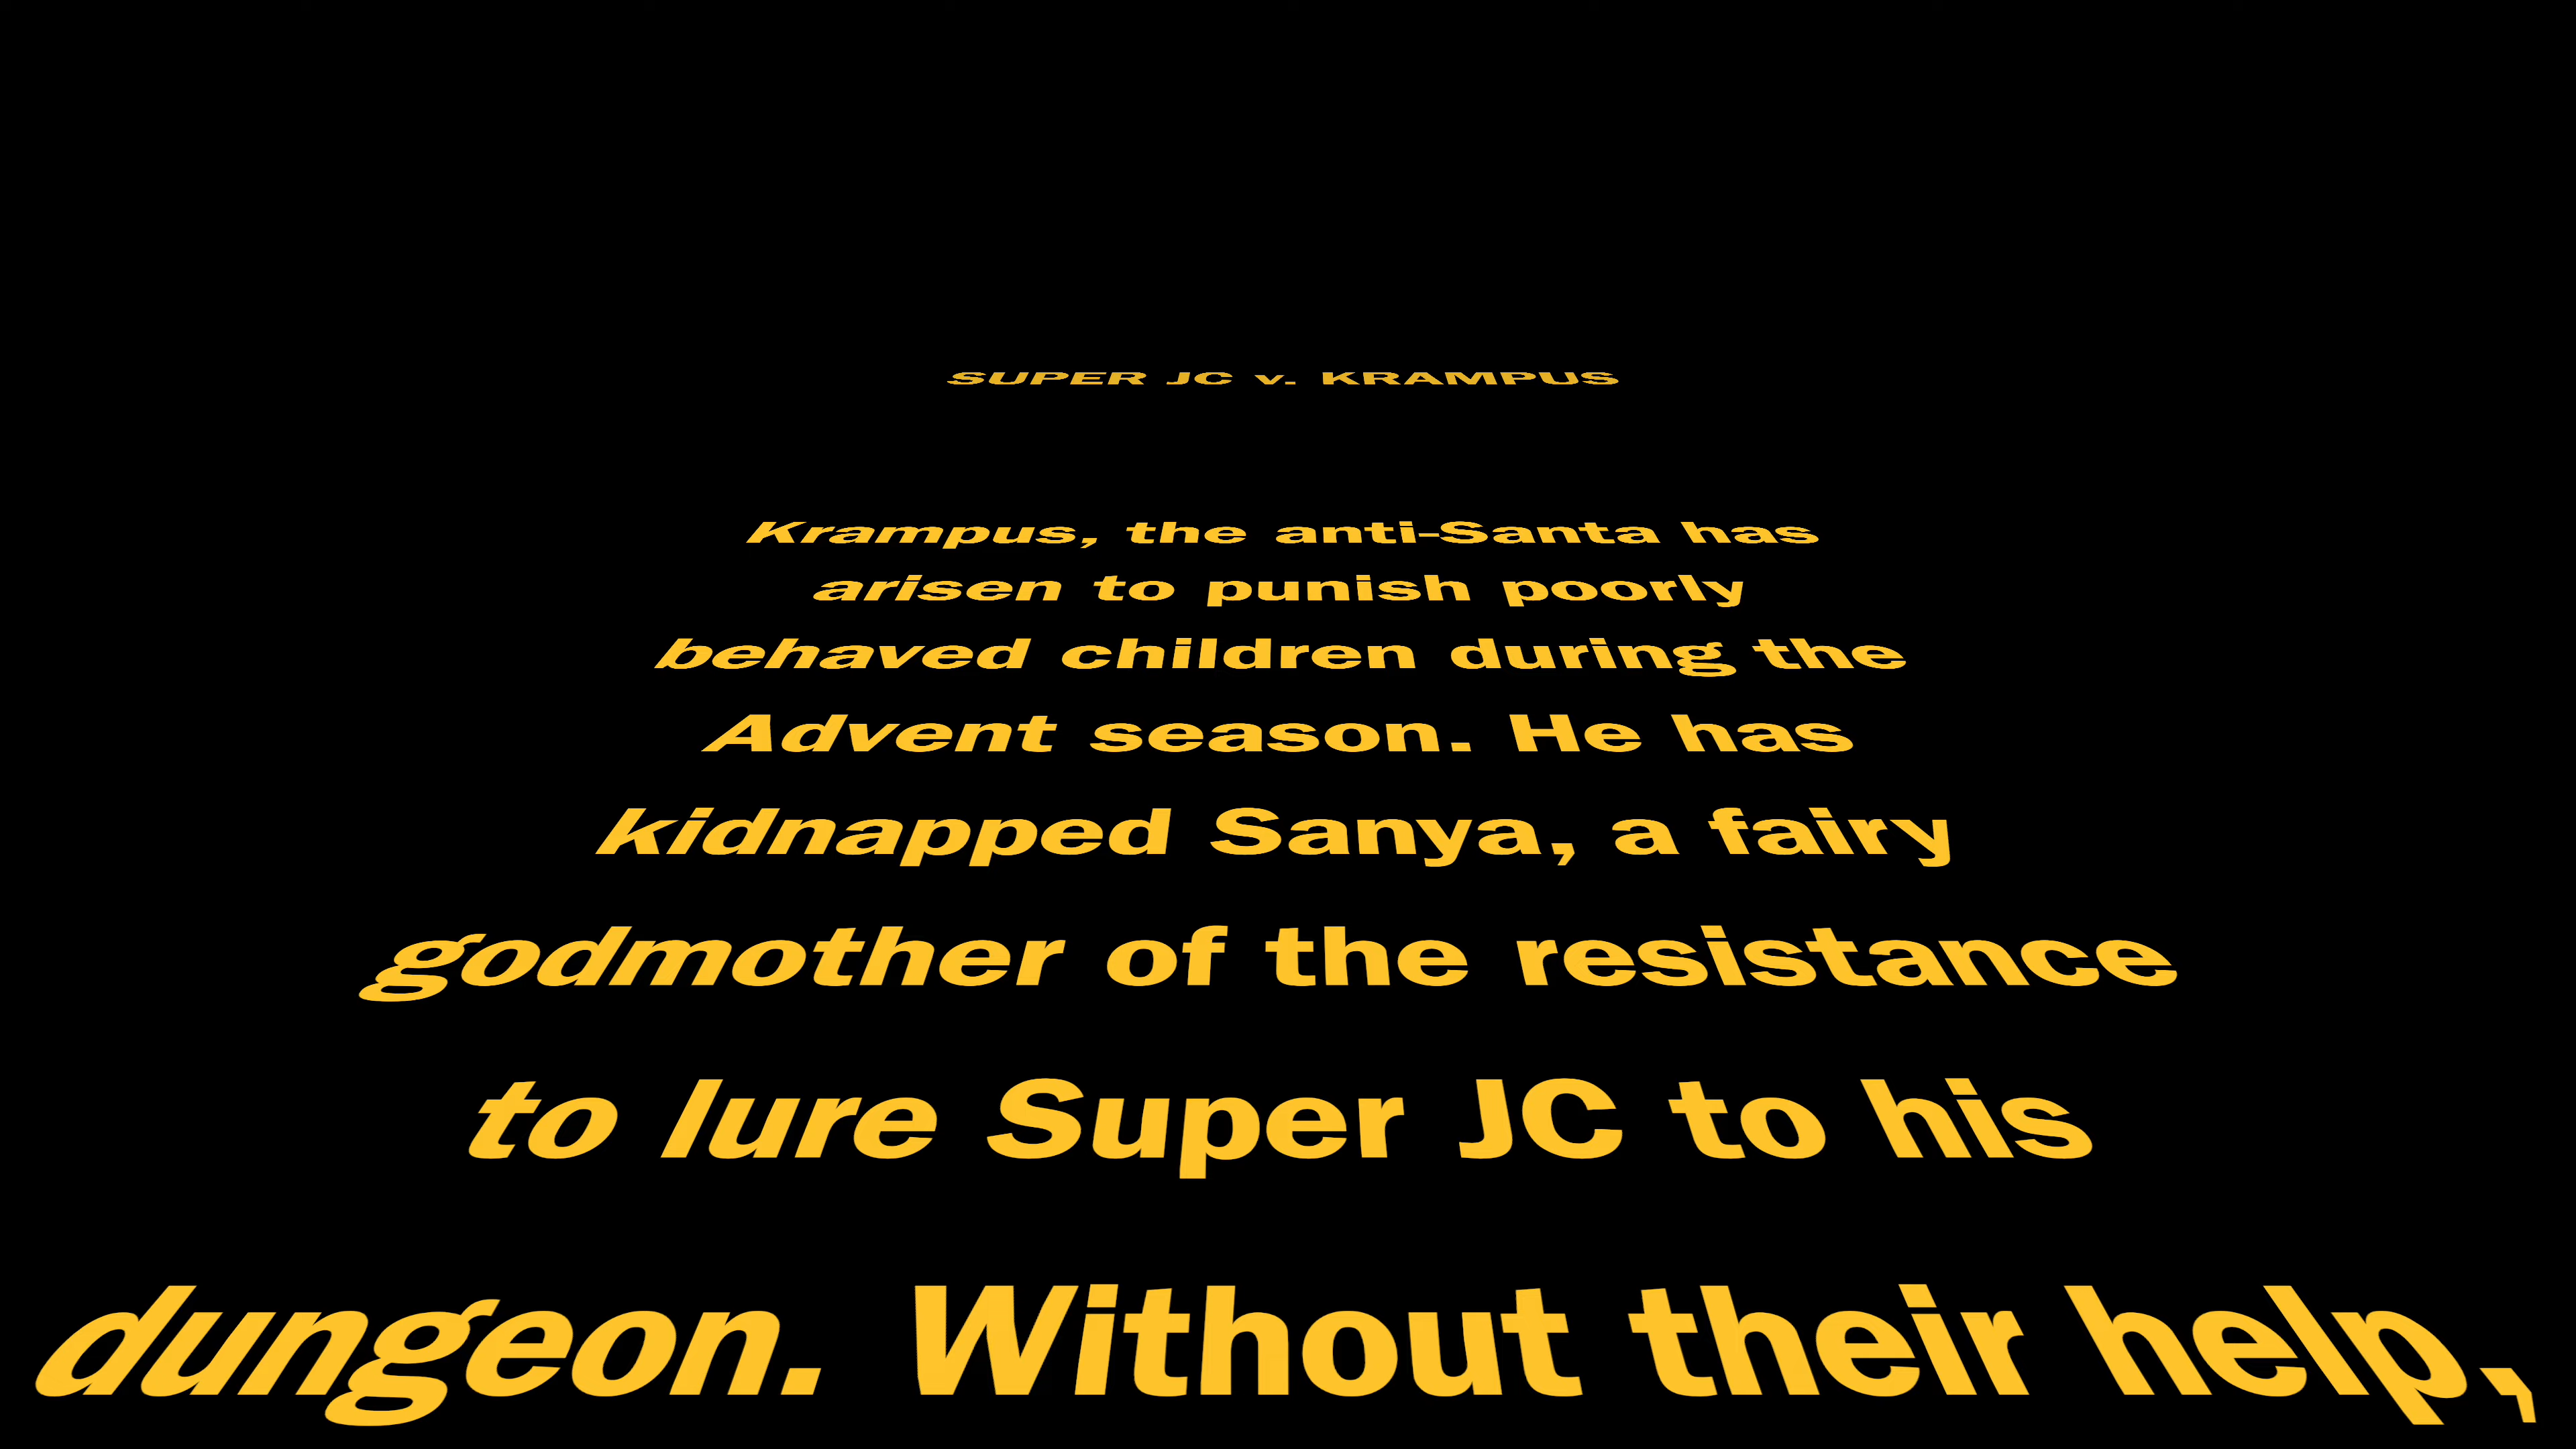 SUPER JC v. KRAMPUS
Krampus, the anti-Santa has
arisen to punish poorly
behaved children during the
Advent season. He has
kidnapped Sanya, a fairy
godmother of the resistance
to lure Super JC to his
dungeon. Without their help,